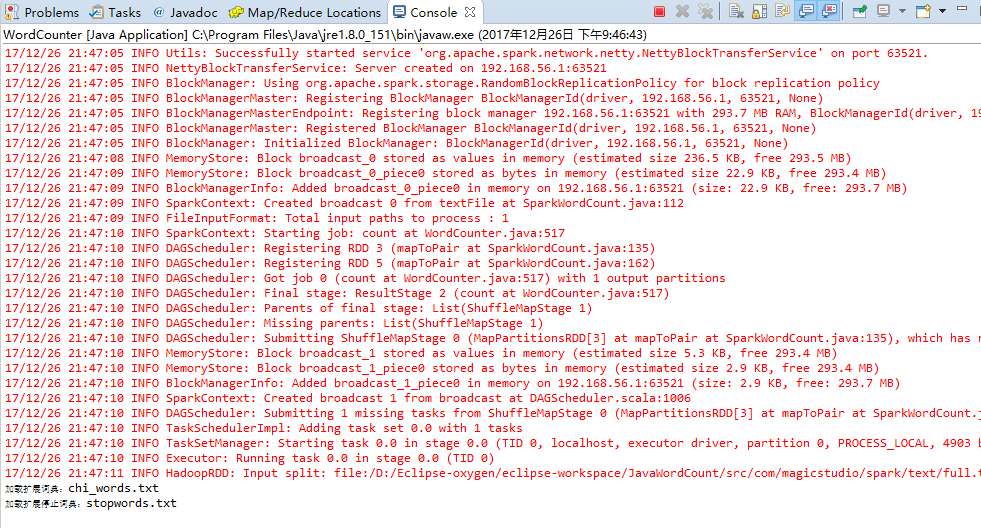 Problems Tasks @ Javadoc Map/Reduce Locations Console
WordCounter [Java Application] C:\Program Files\Java\jre1.8.0_151\bin\javaw.exe (2017年12月26日 下午9:46:43)
17/12/26 21:47:05 INFO Utils: Successfully started service 'org.apache.spark.network.netty.NettyBlockTransferService' on port 63521.
17/12/26 21:47:05 INFO NettyBlockTransferService: Server created on 192.168.56.1:63521
17/12/26 21:47:05 INFO BlockManager: Using org.apache.spark.storage.RandomBlockReplicationPolicy for block replication policy
17/12/26 21:47:05 INFO BlockManagerMaster: Registering BlockManager BlockManagerId(driver, 192.168.56.1, 63521, None)
17/12/26 21:47:05 INFO BlockManagerMasterEndpoint: Registering block manager 192.168.56.1:63521 with 293.7 MB RAM, BlockManagerId(driver, 19
17/12/26 21:47:05 INFO BlockManagerMaster: Registered BlockManager BlockManagerId(driver, 192.168.56.1, 63521, None)
17/12/26 21:47:05 INFO BlockManager: Initialized BlockManager: BlockManagerId(driver, 192.168.56.1, 63521, None)
17/12/26 21:47:08 INFO MemoryStore: Block broadcast_0 stored as values in memory (estimated size 236.5 KB, free 293.5 MB)
17/12/26 21:47:09 INFO MemoryStore: Block broadcast_0_piece0 stored as bytes in memory (estimated size 22.9 KB, free 293.4 MB)
17/12/26 21:47:09 INFO BlockManagerInfo: Added broadcast_0_piece0 in memory on 192.168.56.1:63521 (size: 22.9 KB, free: 293.7 MB)
17/12/26 21:47:09 INFO SparkContext: Created broadcast 0 from textFile at SparkWordCount.java:112
17/12/26 21:47:09 INFO FileInputFormat: Total input paths to process : 1
17/12/26 21:47:10 INFO SparkContext: Starting job: count at WordCounter.java:517
17/12/26 21:47:10 INFO DAGScheduler: Registering RDD 3 (mapToPair at SparkWordCount.java:135)
17/12/26 21:47:10 INFO DAGScheduler: Registering RDD 5 (mapToPair at SparkWordCount.java:162)
17/12/26 21:47:10 INFO DAGScheduler: Got job 0 (count at WordCounter.java:517) with 1 output partitions
17/12/26 21:47:10 INFO DAGScheduler: Final stage: ResultStage 2 (count at WordCounter.java:517)
17/12/26 21:47:10 INFO DAGScheduler: Parents of final stage: List(ShuffleMapStage 1)
17/12/26 21:47:10 INFO DAGScheduler: Missing parents: List(ShuffleMapStage 1)
17/12/26 21:47:10 INFO DAGScheduler: Submitting ShuffleMapStage 0 (MapPartitionsRDD[3] at mapToPair at SparkWordCount.java:135), which has n
17/12/26 21:47:10 INFO MemoryStore: Block broadcast_1 stored as values in memory (estimated size 5.3 KB, free 293.4 MB)
17/12/26 21:47:10 INFO MemoryStore: Block broadcast_1_piece0 stored as bytes in memory (estimated size 2.9 KB, free 293.4 MB)
17/12/26 21:47:10 INFO BlockManagerInfo: Added broadcast_1_piece0 in memory on 192.168.56.1:63521 (size: 2.9 KB, free: 293.7 MB)
17/12/26 21:47:10 INFO SparkContext: Created broadcast 1 from broadcast at DAGScheduler.scala:1006
17/12/26 21:47:10 INFO DAGScheduler: Submitting 1 missing tasks from ShuffleMapStage 0 (MapPartitionsRDD[3] at mapToPair at SparkWordCount.j
17/12/26 21:47:10 INFO TaskSchedulerImpl: Adding task set 0.0 with 1 tasks
17/12/26 21:47:10 INFO TaskSetManager: Starting task 0.0 in stage 0.0 (TID 0, localhost, executor driver, partition 0, PROCESS_LOCAL, 4903 b
17/12/26 21:47:10 INFO Executor: Running task 0.0 in stage 0.0 (TID 0)
17/12/26 21:47:11 INFO HadoopRDD: Input split: file:/D:/Eclipse-oxygen/eclipse-workspace/JavaWordCount/src/com/magicstudio/spark/text/full.t
加载扩展词典：chi_words.txt
加载扩展停止词典：stopwords.txt